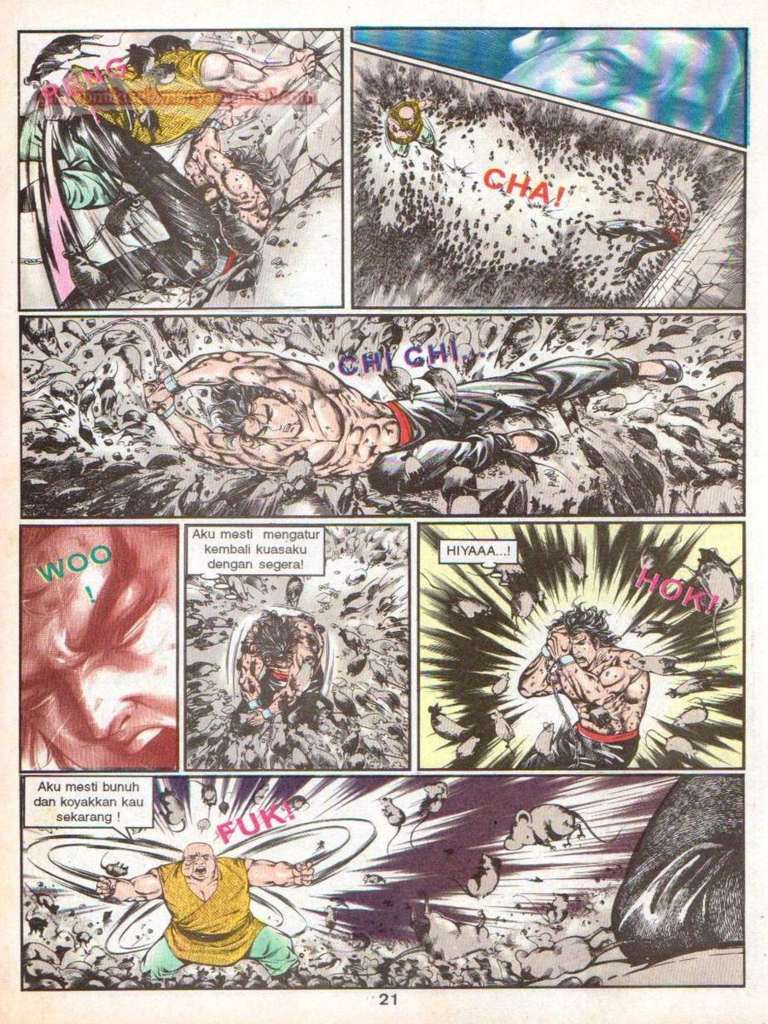 PENG
CHA!
CHI CHI...
WOO
!
Aku mesti mengatur
kembali kuasaku
dengan segera!
HIYAAA...!
HOK!
Aku mesti bunuh
dan koyakkan kau
sekarang !
FUK!
21